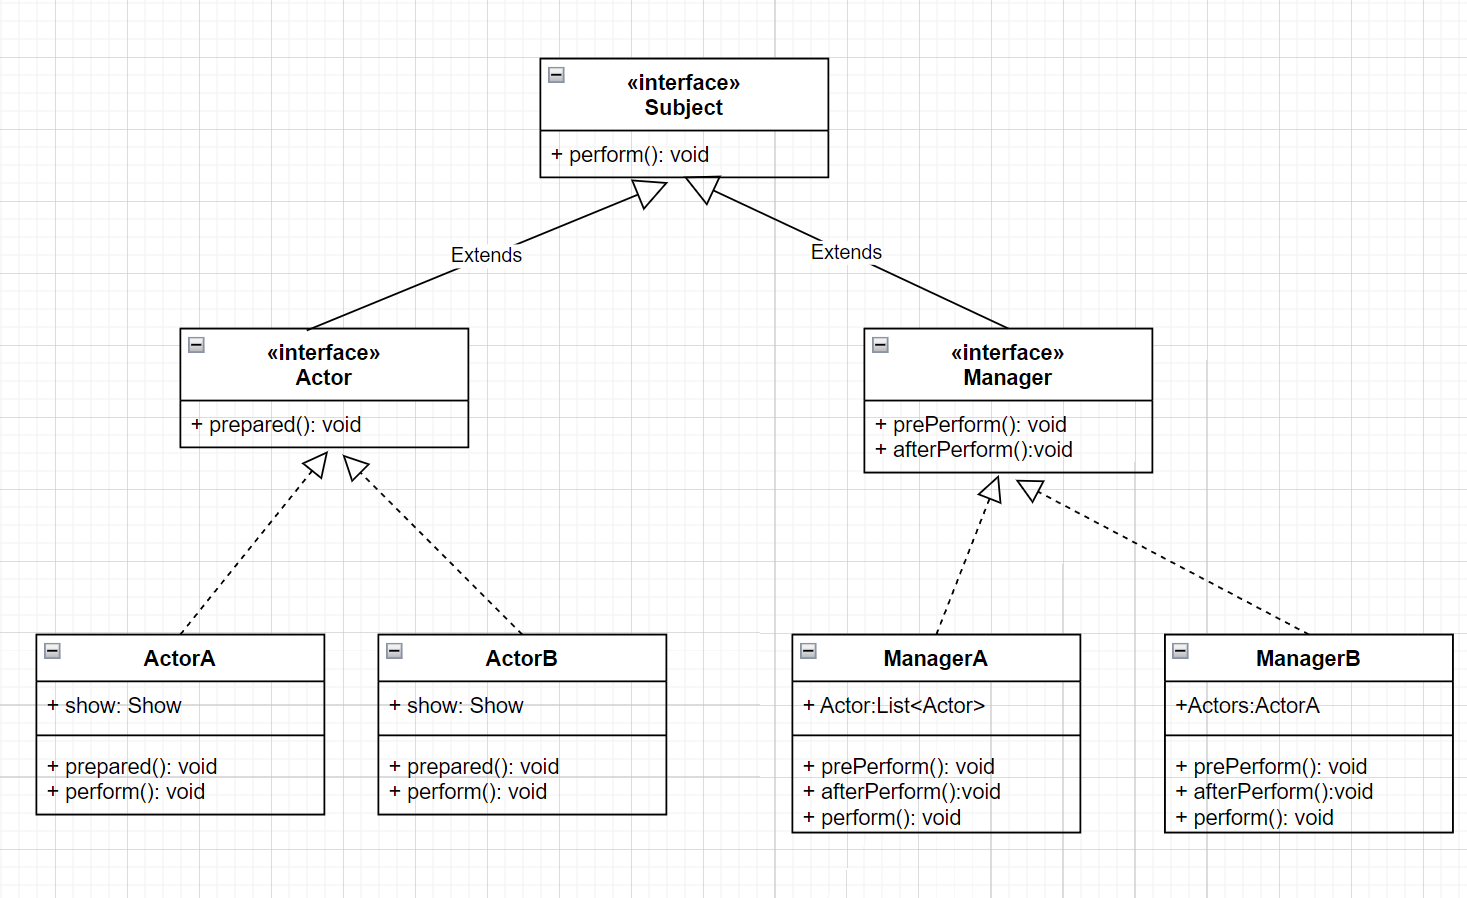 «interface»
Subject
+ perform(): void
Extends
Extends
«interface»
Actor
+ prepared(): void
«interface»
Manager
+ prePerform(): void
+ afterPerform():void
ActorA
+ show: Show
+ prepared(): void
+ perform(): void
ActorB
+ show: Show
+ prepared(): void
+ perform(): void
ManagerA
+ Actor:List<Actor>
+ prePerform(): void
+ afterPerform():void
+ perform(): void
ManagerB
+Actors:ActorA
+ prePerform(): void
+ afterPerform():void
+ perform(): void